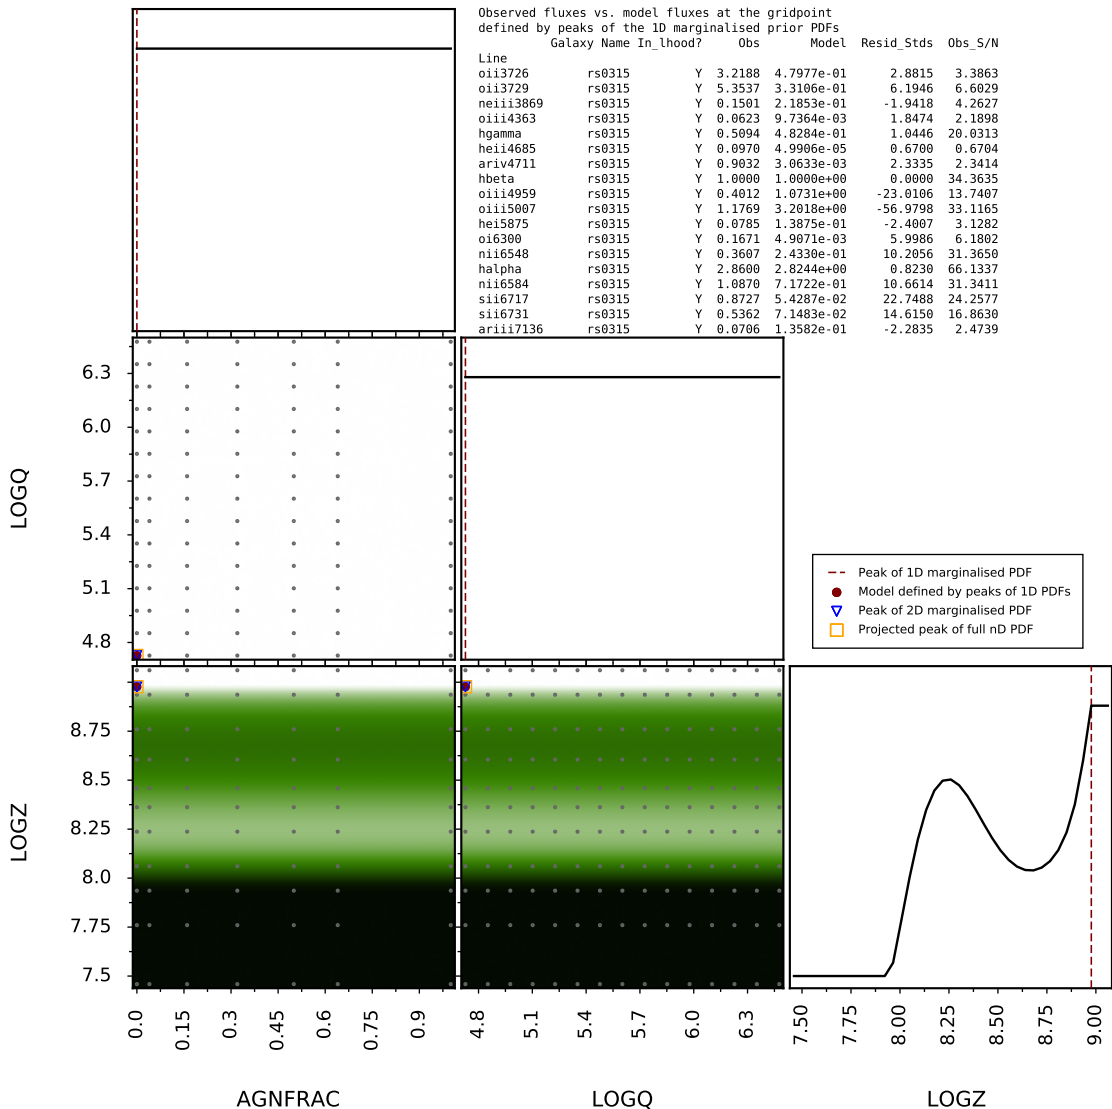 Observed fluxes vs. model fluxes at the gridpoint
defined by peaks of the 1D marginalised prior PDFs
Galaxy Name In_lhood? Obs Model Resid_Stds Obs_S/N
Line
oii3726 rs0315 Y 3.2188 4.7977e-01 2.8815 3.3863
oii3729 rs0315 Y 5.3537 3.3106e-01 6.1946 6.6029
neiii3869 rs0315 Y 0.1501 2.1853e-01 -1.9418 4.2627
oiii4363 rs0315 Y 0.0623 9.7364e-03 1.8474 2.1898
hgamma rs0315 Y 0.5094 4.8284e-01 1.0446 20.0313
heii4685 rs0315 Y 0.0970 4.9906e-05 0.6700 0.6704
ariv4711 rs0315 Y 0.9032 3.0633e-03 2.3335 2.3414
hbeta rs0315 Y 1.0000 1.0000e+00 0.0000 34.3635
oiii4959 rs0315 Y 0.4012 1.0731e+00 -23.0106 13.7407
oiii5007 rs0315 Y 1.1769 3.2018e+00 -56.9798 33.1165
hei5875 rs0315 Y 0.0785 1.3875e-01 -2.4007 3.1282
oi6300 rs0315 Y 0.1671 4.9071e-03 5.9986 6.1802
nii6548 rs0315 Y 0.3607 2.4330e-01 10.2056 31.3650
halpha rs0315 Y 2.8600 2.8244e+00 0.8230 66.1337
nii6584 rs0315 Y 1.0870 7.1722e-01 10.6614 31.3411
sii6717 rs0315 Y 0.8727 5.4287e-02 22.7488 24.2577
sii6731 rs0315 Y 0.5362 7.1483e-02 14.6150 16.8630
ariii7136 rs0315 Y 0.0706 1.3582e-01 -2.2835 2.4739
6.3
6.0
5.7
5.4
5.1
4.8
LOGQ
Peak of 1D marginalised PDF
Model defined by peaks of 1D PDFs
Peak of 2D marginalised PDF
Projected peak of full nD PDF
8.75
8.5
8.25
8.0
7.75
7.5
LOGZ
0.0 0.15 0.3 0.45 0.6 0.75 0.9
4.8 5.1 5.4 5.7 6.0 6.3
7.50 7.75 8.00 8.25 8.50 8.75 9.00
AGNFRAC LOGQ LOGZ